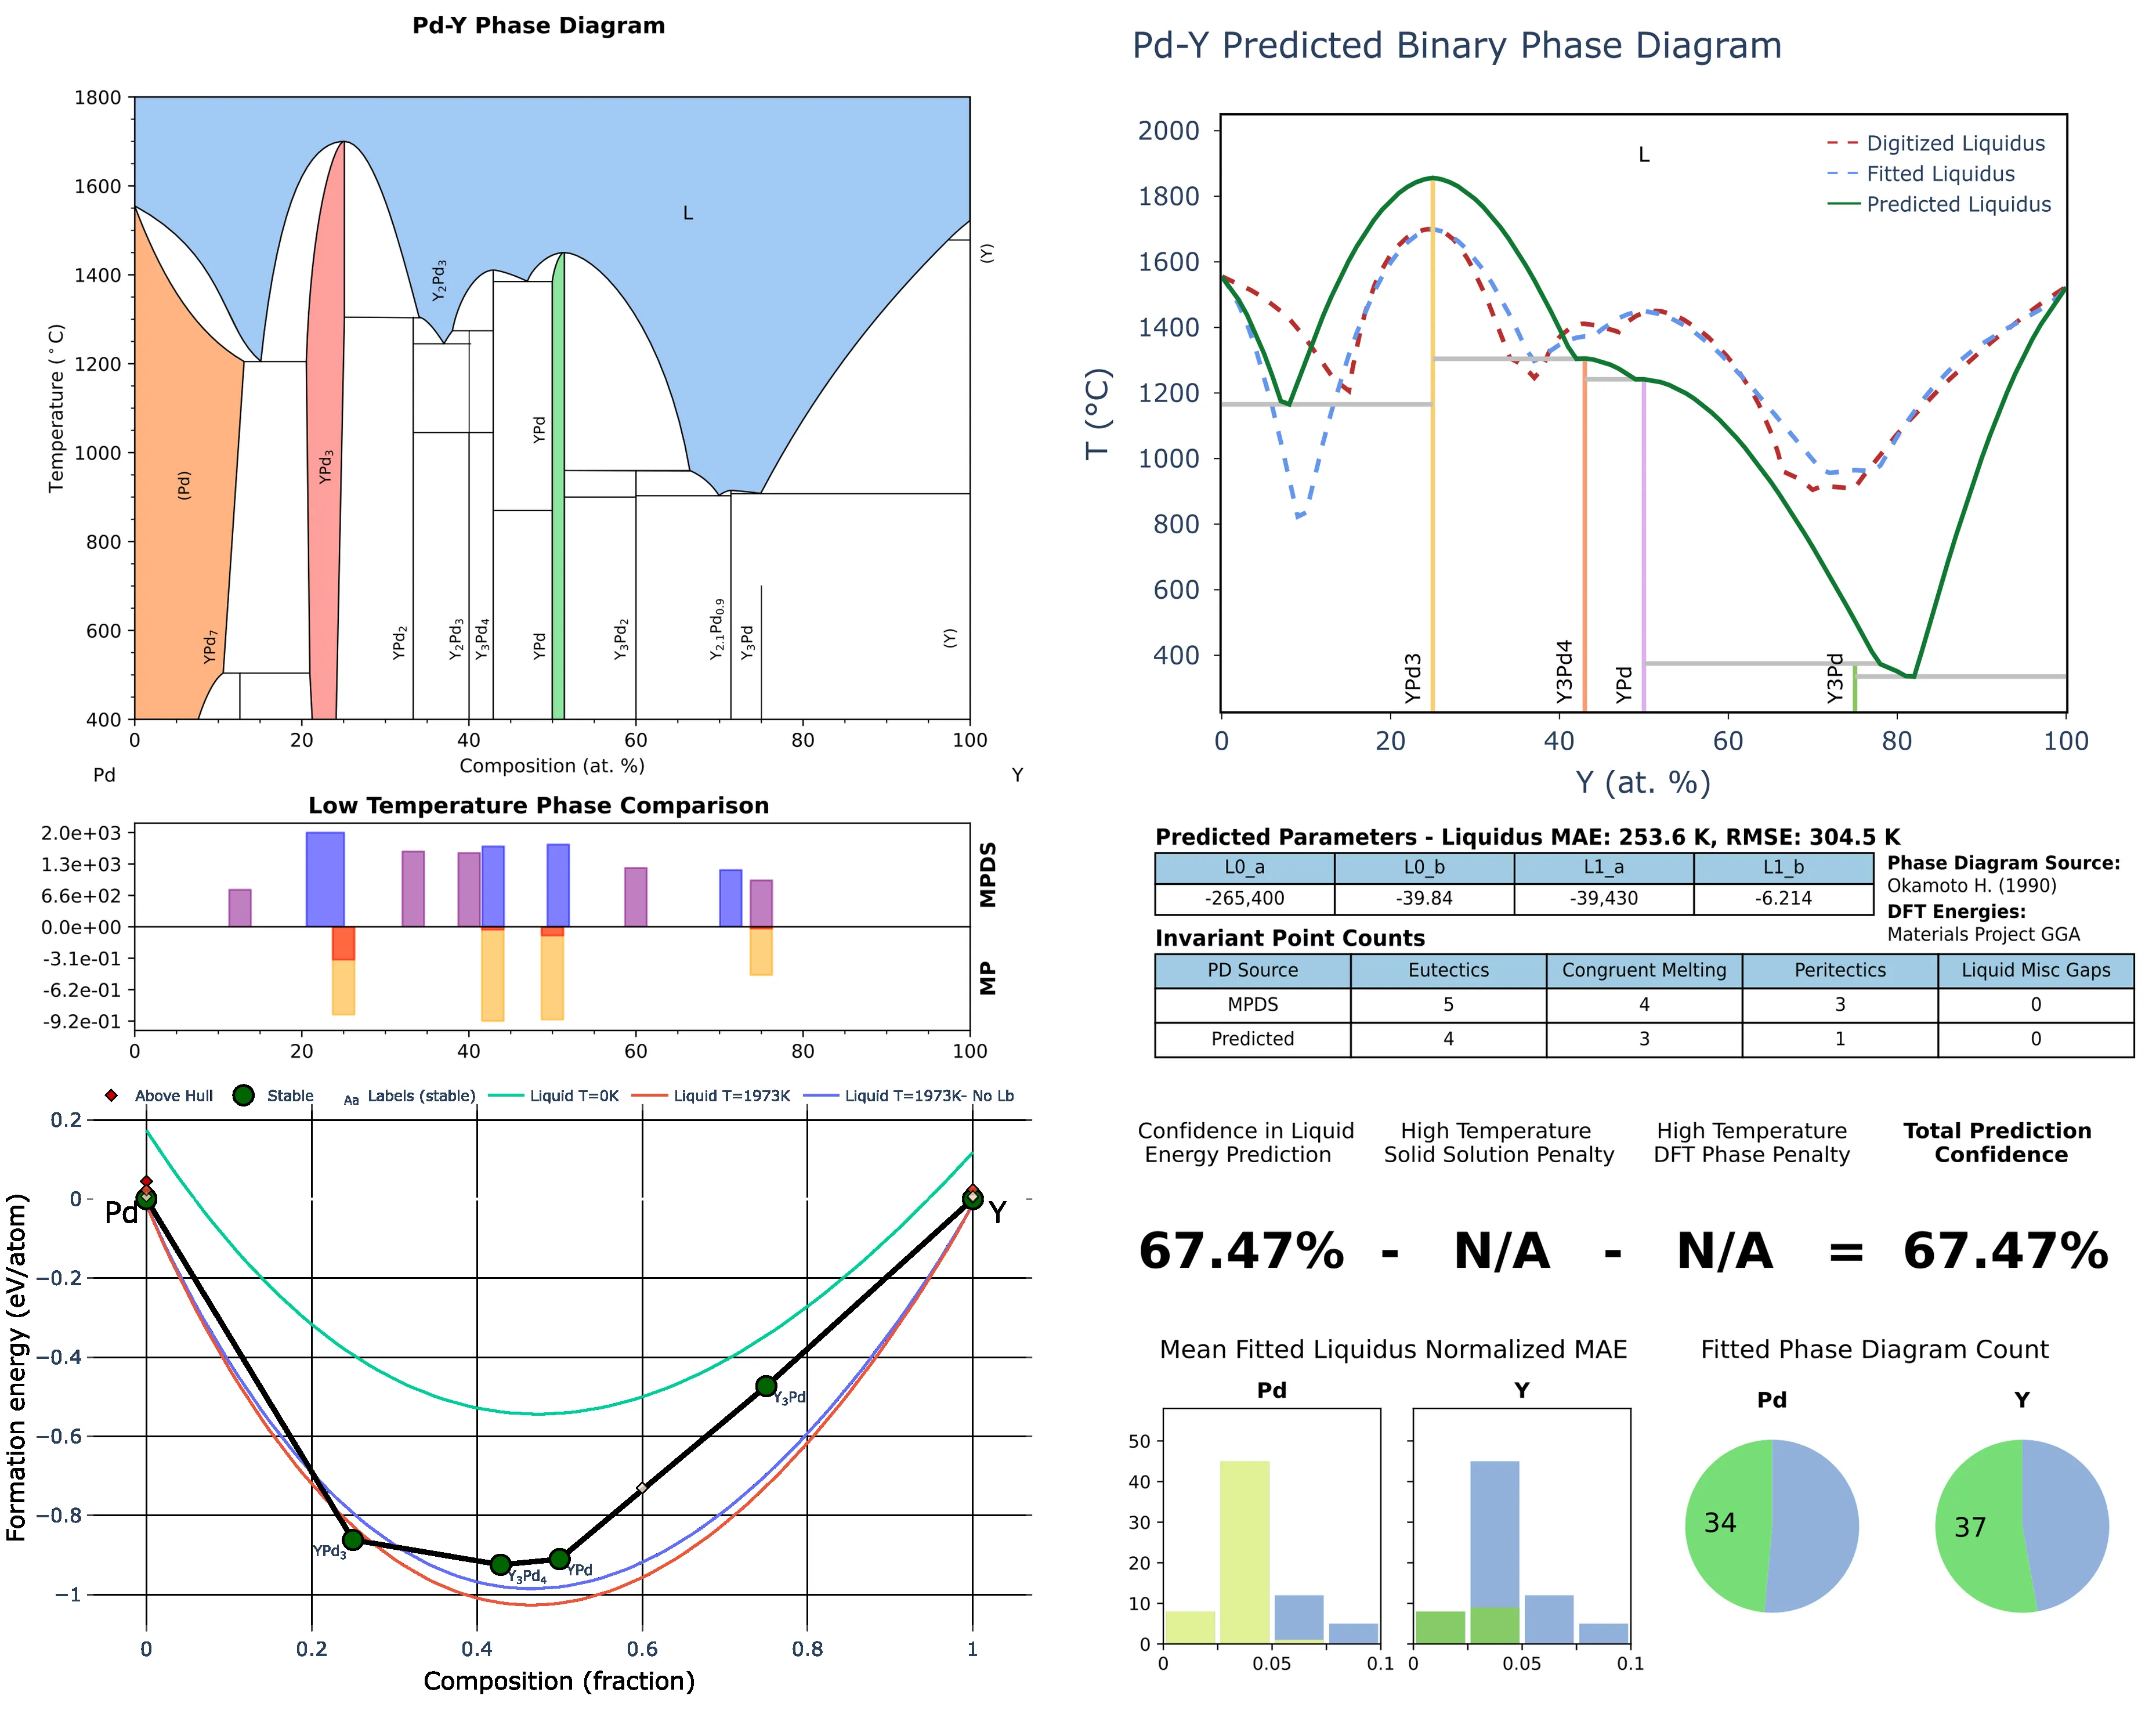 Pd-Y Phase Diagram
1800
1600
1400
1200
1000
800
600
400
Temperature (°C)
L
(Pd)
YPd7
YPd3
YPd2
Y2Pd3
Y2Pd3
Y3Pd4
YPd
YPd
Y3Pd2
Y2.1Pd0.9
Y3Pd
(Y)
(Y)
0 20 40 60 80 100
Composition (at. %)
Pd Y
Low Temperature Phase Comparison
2.0e+03
1.3e+03
6.6e+02
0.0e+00
-3.1e-01
-6.2e-01
-9.2e-01
MPDS
MP
0 20 40 60 80 100
Above Hull Stable Aa Labels (stable) Liquid T=0K Liquid T=1973K Liquid T=1973K- No Lb
0.2
0
−0.2
−0.4
−0.6
−0.8
−1
Formation energy (eV/atom)
Pd
Y
YPd3
Y3Pd4
YPd
Y3Pd
0 0.2 0.4 0.6 0.8 1
Composition (fraction)
Pd-Y Predicted Binary Phase Diagram
2000
1800
1600
1400
1200
1000
800
600
400
T (°C)
L
Digitized Liquidus
Fitted Liquidus
Predicted Liquidus
YPd3
Y3Pd4
YPd
Y3Pd
0 20 40 60 80 100
Y (at. %)
Predicted Parameters - Liquidus MAE: 253.6 K, RMSE: 304.5 K
L0_a L0_b L1_a L1_b
-265,400 -39.84 -39,430 -6.214
Phase Diagram Source:
Okamoto H. (1990)
DFT Energies:
Materials Project GGA
Invariant Point Counts
PD Source Eutectics Congruent Melting Peritectics Liquid Misc Gaps
MPDS 5 4 3 0
Predicted 4 3 1 0
Confidence in Liquid
Energy Prediction
High Temperature
Solid Solution Penalty
High Temperature
DFT Phase Penalty
Total Prediction
Confidence
67.47% - N/A - N/A = 67.47%
Mean Fitted Liquidus Normalized MAE
Pd Y
50
40
30
20
10
0
0 0.05 0.1
0 0.05 0.1
Fitted Phase Diagram Count
Pd Y
34 37